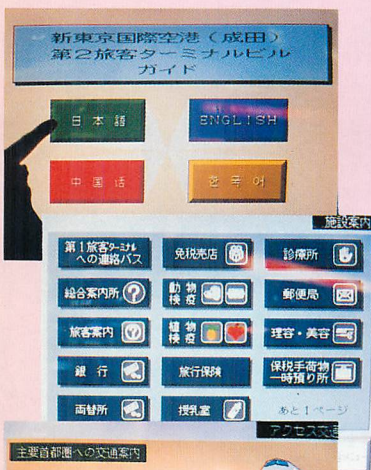 新東京国際空港(成田)
第2旅客ターミナルビル
ガイド
日本語
ENGLISH
中国话
한국어
施設案内
第1旅客ターミナル
への連絡バス
免税売店
診療所
総合案内所
動物
検疫
郵便局
旅客案内
植物
検疫
理容・美容
銀行
旅行保険
保税手荷物
一時預り所
両替所
授乳室
あと1ページ
アクセス交通
主要首都圏への交通案内